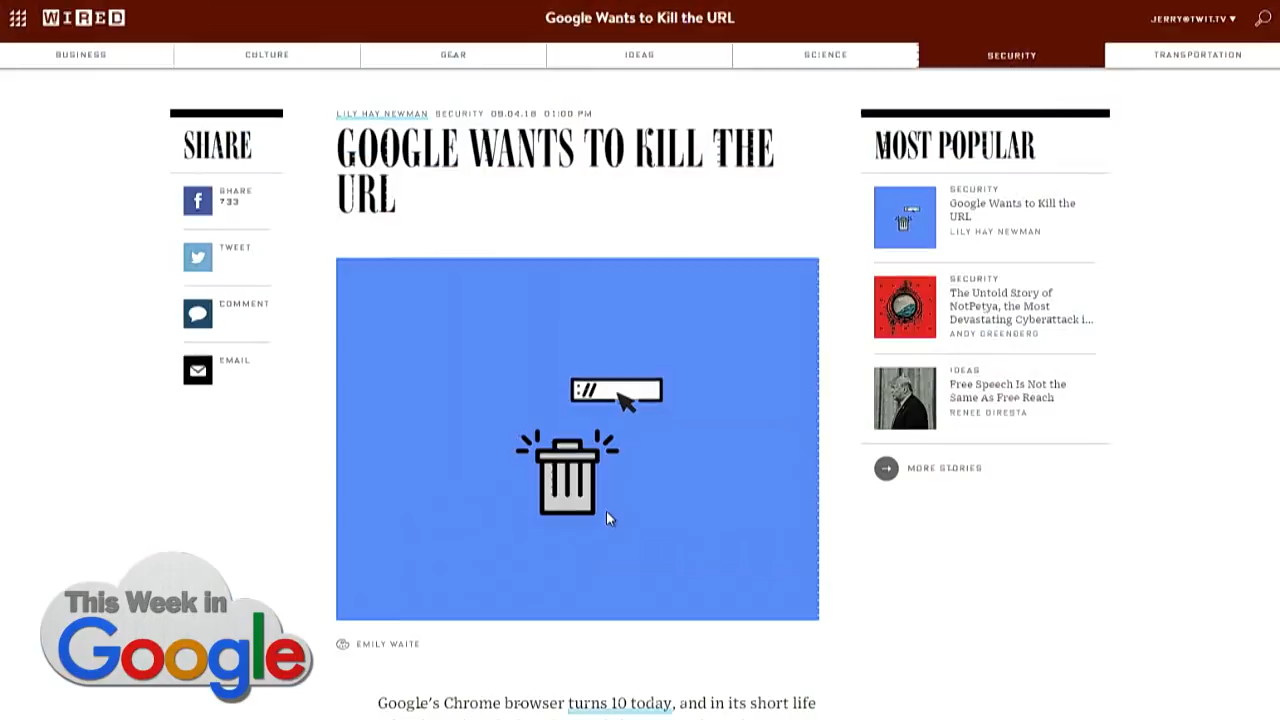 WIRED
Google Wants to Kill the URL
JERRY@TWIT.TV
BUSINESS
CULTURE
GEAR
IDEAS
SCIENCE
SECURITY
TRANSPORTATION
SHARE
SHARE
733
TWEET
COMMENT
EMAIL
LILY HAY NEWMAN SECURITY 09.04.18 01:00 PM
GOOGLE WANTS TO KILL THE
URL
://
EMILY WAITE
Google's Chrome browser turns 10 today, and in its short life
MOST POPULAR
SECURITY
Google Wants to Kill the
URL
LILY HAY NEWMAN
SECURITY
The Untold Story of
NotPetya, the Most
Devastating Cyberattack i...
ANDY GREENBERG
IDEAS
Free Speech Is Not the
Same As Free Reach
RENEE DIRESTA
MORE STORIES
This Week in
Google